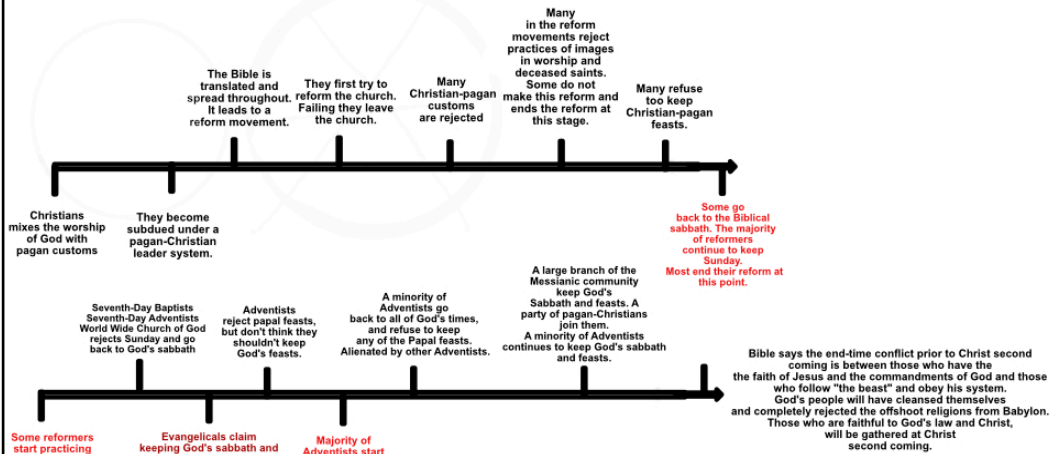 The Bible is
translated and
spread throughout.
It leads to a
reform movement.
They first try to
reform the church.
Failing they leave
the church.
Many
Christian-pagan
customs
are rejected
Many
in the reform
movements reject
practices of images
in worship and
deceased saints.
Some do not
make this reform and
ends the reform at
this stage.
Many refuse
too keep
Christian-pagan
feasts.
Christians
mixes the worship
of God with
pagan customs
They become
subdued under a
pagan-Christian
leader system.
Some go
back to the Biblical
sabbath. The majority
of reformers
continue to keep
Sunday.
Most end their reform at
this point.
Seventh-Day Baptists
Seventh-Day Adventists
World Wide Church of God
rejects Sunday and go
back to God's sabbath
Adventists
reject papal feasts,
but don't think they
shouldn't keep
God's feasts.
A minority of
Adventists go
back to all of God's times,
and refuse to keep
any of the Papal feasts.
Alienated by other Adventists.
A large branch of the
Messianic community
keep God's
Sabbath and feasts. A
party of pagan-Christians
join them.
A minority of Adventists
continues to keep God's sabbath
and feasts.
Bible says the end-time conflict prior to Christ second
coming is between those who have the
the faith of Jesus and the commandments of God and those
who follow "the beast" and obey his system.
God's people will have cleansed themselves
and completely rejected the offshoot religions from Babylon.
Those who are faithful to God's law and Christ,
will be gathered at Christ
second coming.
Some reformers
start practicing
Evangelicals claim
keeping God's sabbath and
Majority of
Adventists start